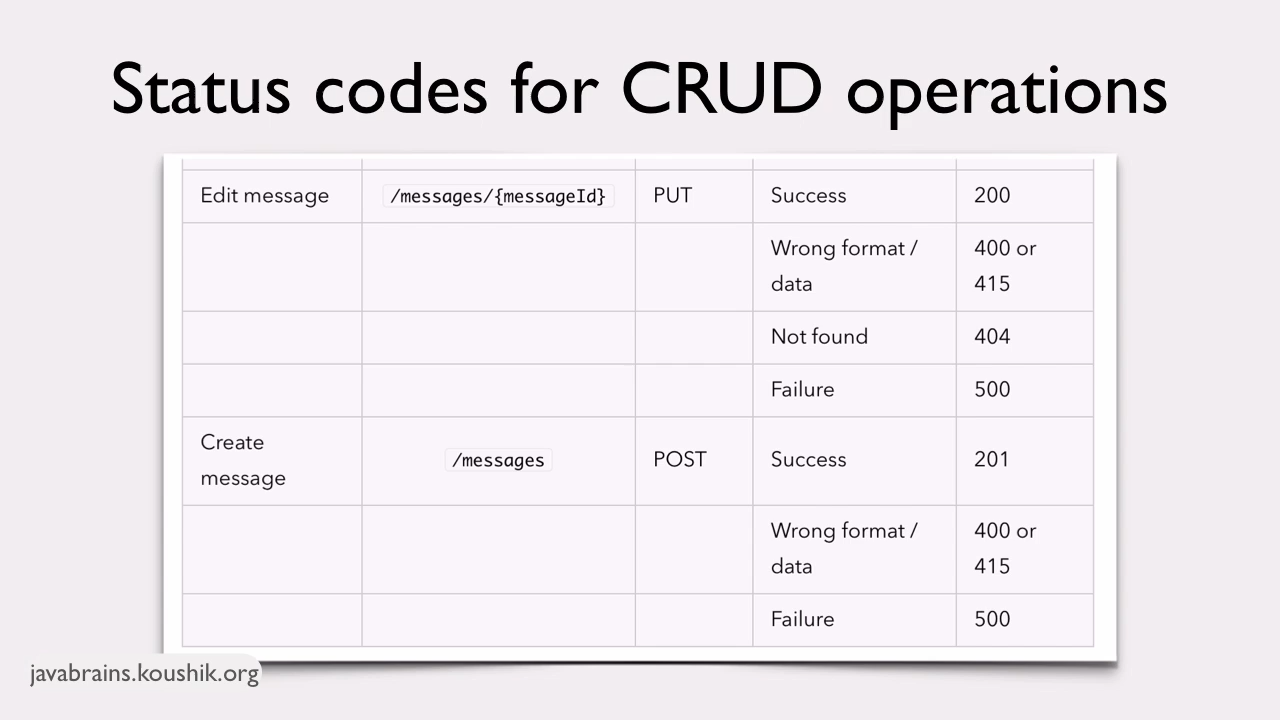 Status codes for CRUD operations
Edit message /messages/{messageId} PUT Success 200
Wrong format / 400 or
data 415
Not found 404
Failure 500
Create
message /messages POST Success 201
Wrong format / 400 or
data 415
Failure 500
javabrains.koushik.org